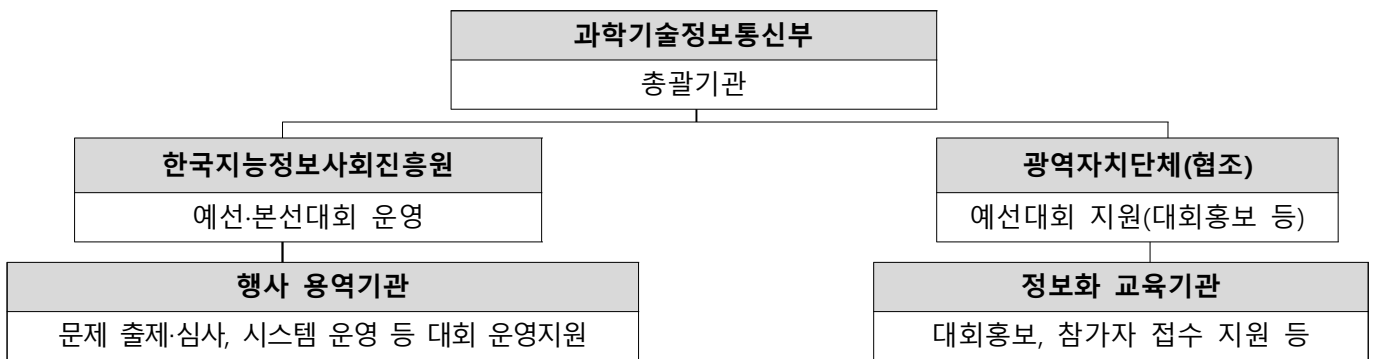 과학기술정보통신부
총괄기관
한국지능정보사회진흥원
예선·본선대회 운영
광역자치단체(협조)
예선대회 지원(대회홍보 등)
행사 용역기관
문제 출제·심사, 시스템 운영 등 대회 운영지원
정보화 교육기관
대회홍보, 참가자 접수 지원 등